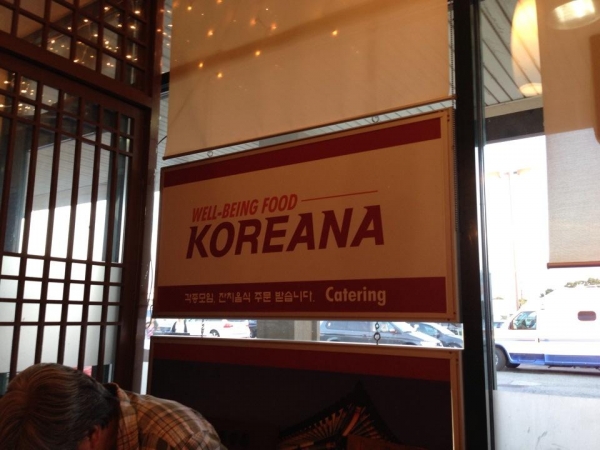 WELL-BEING FOOD
KOREANA
각종모임, 잔치음식 주문 받습니다. Catering